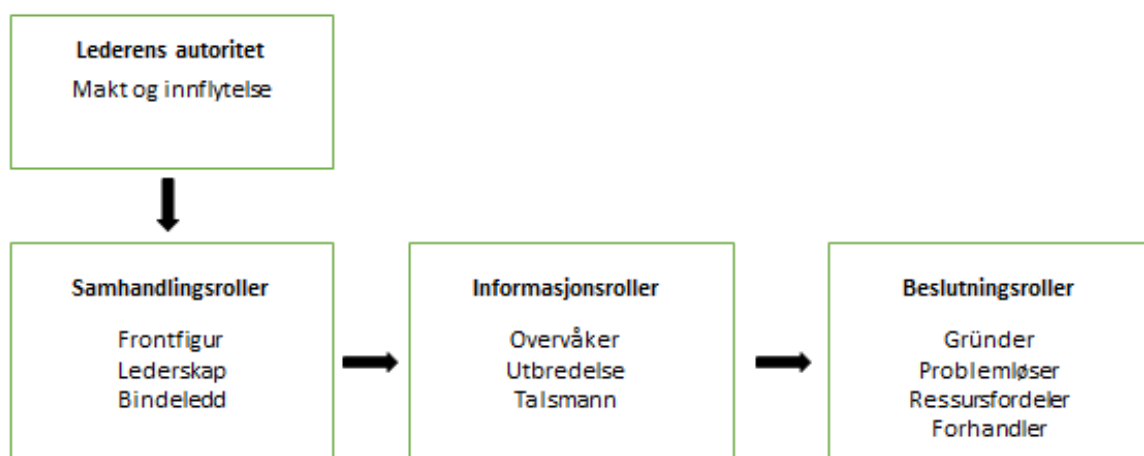 Lederens autoritet
Makt og innflytelse
Samhandlingsroller
Frontfigur
Lederskap
Bindeledd
Informasjonsroller
Overvåker
Utbredelse
Talsmann
Beslutningsroller
Gründer
Problemløser
Ressursfordeler
Forhandler